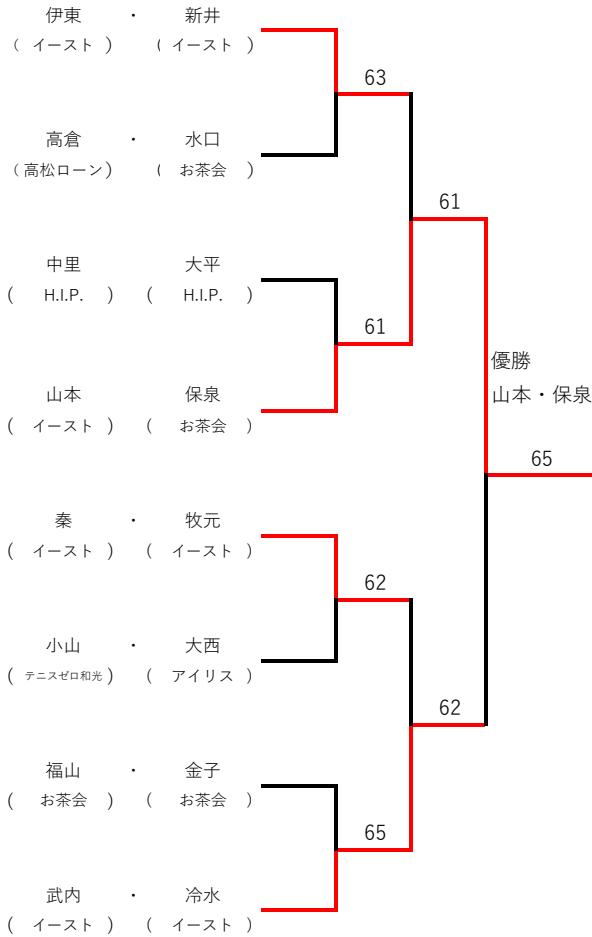 伊東 ・ 新井
( イースト ) ( イースト )
63
高倉 ・ 水口
(高松ローン) ( お茶会 )
61
中里 大平
( H.I.P. ) ( H.I.P. )
61
優勝
山本・保泉
山本 保泉
( イースト ) ( お茶会 )
65
秦 ・ 牧元
( イースト ) ( イースト )
62
小山 ・ 大西
( テニスゼロ和光 ) ( アイリス )
62
福山 ・ 金子
( お茶会 ) ( お茶会 )
65
武内 ・ 冷水
( イースト ) ( イースト )